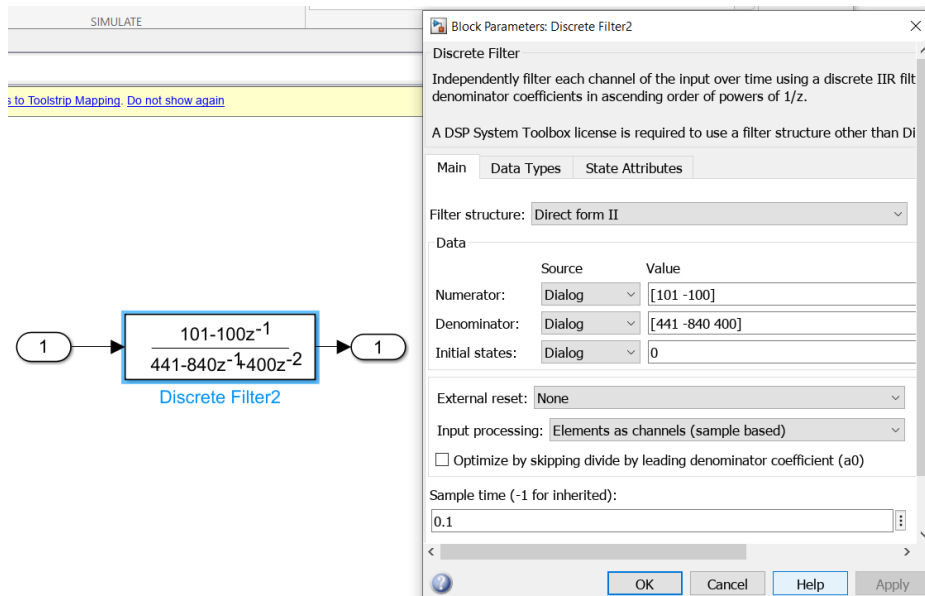 SIMULATE
s to Toolstrip Mapping. Do not show again
1
101-100z-1
441-840z-1+400z-2
1
Discrete Filter2
Block Parameters: Discrete Filter2
Discrete Filter
Independently filter each channel of the input over time using a discrete IIR filt
denominator coefficients in ascending order of powers of 1/z.
A DSP System Toolbox license is required to use a filter structure other than Di
Main Data Types State Attributes
Filter structure: Direct form II
Data
Source Value
Numerator: Dialog [101 -100]
Denominator: Dialog [441 -840 400]
Initial states: Dialog 0
External reset: None
Input processing: Elements as channels (sample based)
Optimize by skipping divide by leading denominator coefficient (a0)
Sample time (-1 for inherited):
0.1
OK Cancel Help Apply